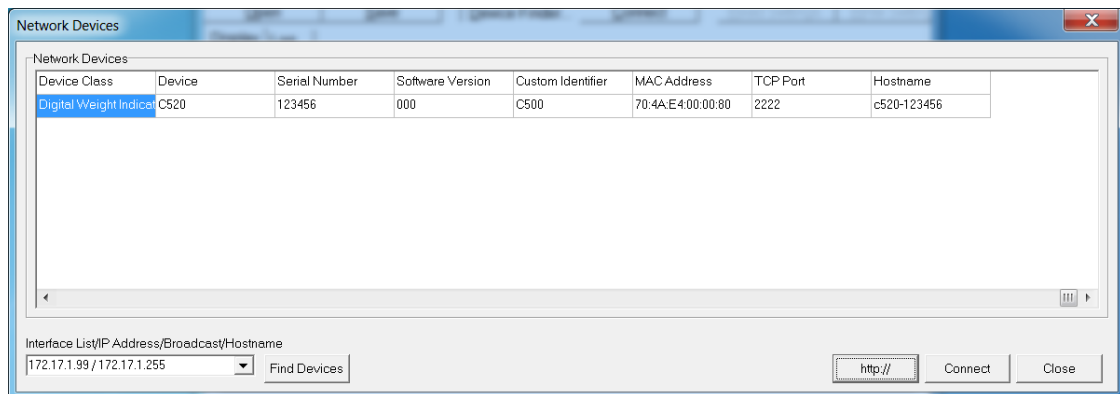 Network Devices
Network Devices
Device Class Device Serial Number Software Version Custom Identifier MAC Address TCP Port Hostname
Digital Weight Indicat C520 123456 000 C500 70:4A:E4:00:00:80 2222 c520-123456
Interface List/IP Address/Broadcast/Hostname
172.17.1.99 / 172.17.1.255 Find Devices http:// Connect Close